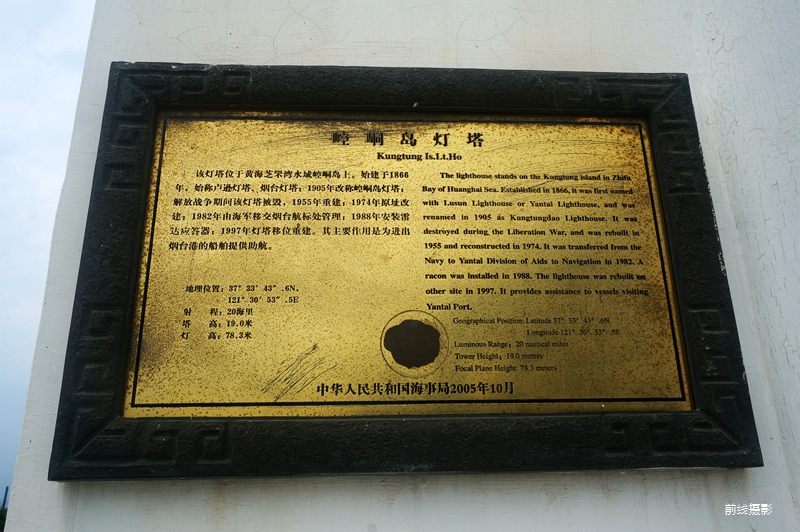 崆峒岛灯塔
Kungtung Is.Lt.Ho
该灯塔位于黄海芝罘湾水域崆峒岛上。始建于1866
年，始称卢逊灯塔、烟台灯塔；1905年改称崆峒岛灯塔；
解放战争期间该灯塔被毁，1955年重建；1974年原址改
建；1982年由海军移交烟台航标处管理；1988年安装雷
达应答器；1997年灯塔移位重建。其主要作用是为进出
烟台港的船舶提供助航。
地理位置：37° 33′ 43″ .6N,
121° 30′ 53″ .5E
射 程：20海里
塔 高：19.0米
灯 高：78.3米
The lighthouse stands on the Kungtung island in Zhifu
Bay of Huanghai Sea. Established in 1866, it was first named
with Lusun Lighthouse or Yantai Lighthouse, and was
renamed in 1905 as Kungtungdao Lighthouse. It was
destroyed during the Liberation War, and was rebuilt in
1955 and reconstructed in 1974. It was transferred from the
Navy to Yantai Division of Aids to Navigation in 1982. A
racon was installed in 1988. The lighthouse was rebuilt on
other site in 1997. It provides assistance to vessels visiting
Yantai Port.
Geographical Position: Latitude 37° 33′ 43″ .6N
Longitude 121° 30′ 53″ .5E
Luminous Range: 20 nautical miles
Tower Height: 19.0 meters
Focal Plane Height: 78.3 meters
中华人民共和国海事局2005年10月
前线摄影